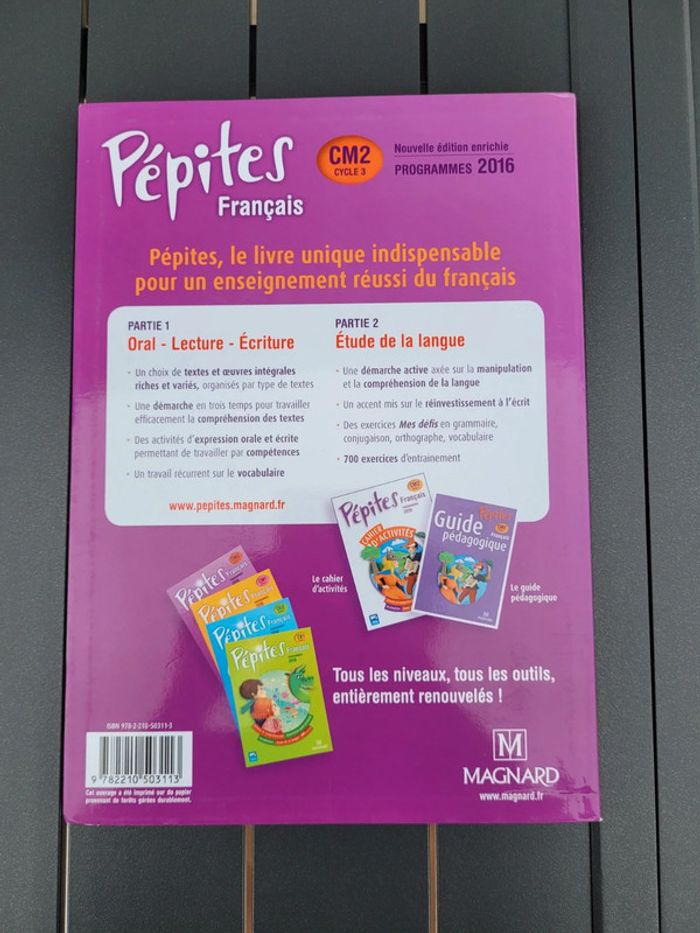 Pépites
Français
CM2
CYCLE 3
Nouvelle édition enrichie
PROGRAMMES 2016
Pépites, le livre unique indispensable
pour un enseignement réussi du français
PARTIE 1
Oral - Lecture - Écriture
• Un choix de textes et œuvres intégrales
riches et variés, organisés par type de textes
• Une démarche en trois temps pour travailler
efficacement la compréhension des textes
• Des activités d'expression orale et écrite
permettant de travailler par compétences
• Un travail récurrent sur le vocabulaire
www.pepites.magnard.fr
PARTIE 2
Étude de la langue
• Une démarche active axée sur la manipulation
et la compréhension de la langue
• Un accent mis sur le réinvestissement à l'écrit
• Des exercices Mes défis en grammaire,
conjugaison, orthographe, vocabulaire
• 700 exercices d'entrainement
Pépites
CM2
Français
CAHIER
D'ACTIVITÉS
Pépites
Français
Guide
pédagogique
Le cahier
d'activités
Le guide
pédagogique
Pépites
Français
Pépites
Français
Pépites
Français
Pépites
Français
Tous les niveaux, tous les outils,
entièrement renouvelés !
ISBN 978-2-210-50311-3
9 782210 503113
Cet ouvrage a été imprimé sur du papier
provenant de forêts gérées durablement.
M
MAGNARD
www.magnard.fr